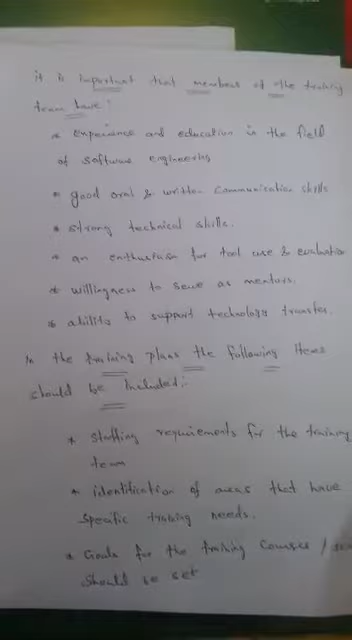 it is important that members of the training
team have:
* experience and education in the field
of software engineering
* good oral & written communication skills
* strong technical skills.
* an enthusiasm for tool use & evaluation
* willingness to serve as mentors.
* ability to support technology transfer.
In the training plans the following items
should be included:
* staffing requirements for the training
team
* identification of areas that have
specific training needs.
* Goals for the training courses /
should be set